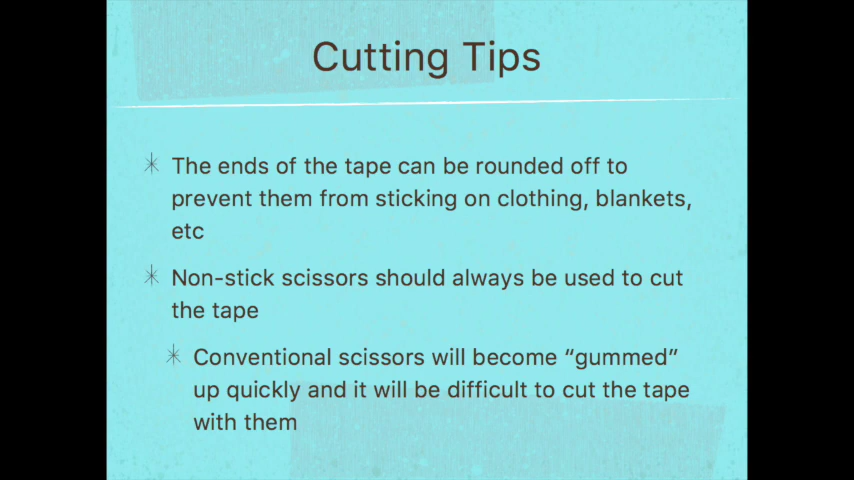 Cutting Tips
The ends of the tape can be rounded off to
prevent them from sticking on clothing, blankets,
etc
Non-stick scissors should always be used to cut
the tape
Conventional scissors will become “gummed”
up quickly and it will be difficult to cut the tape
with them